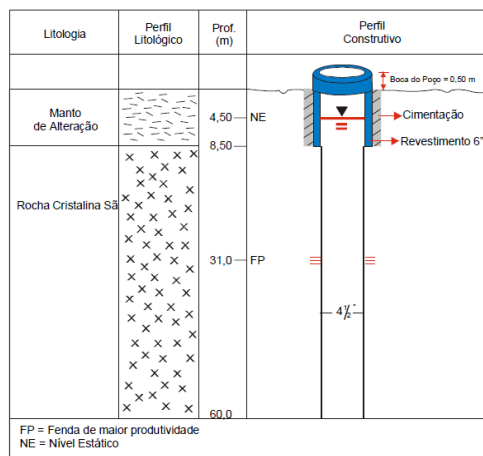 Litologia
Perfil
Litológico
Prof.
(m)
Perfil
Construtivo
Boca do Poço = 0,50 m
Manto
de Alteração
4,50
NE
Cimentação
8,50
Revestimento 6"
Rocha Cristalina Sã
31,0
FP
4½"
60,0
FP = Fenda de maior produtividade
NE = Nível Estático